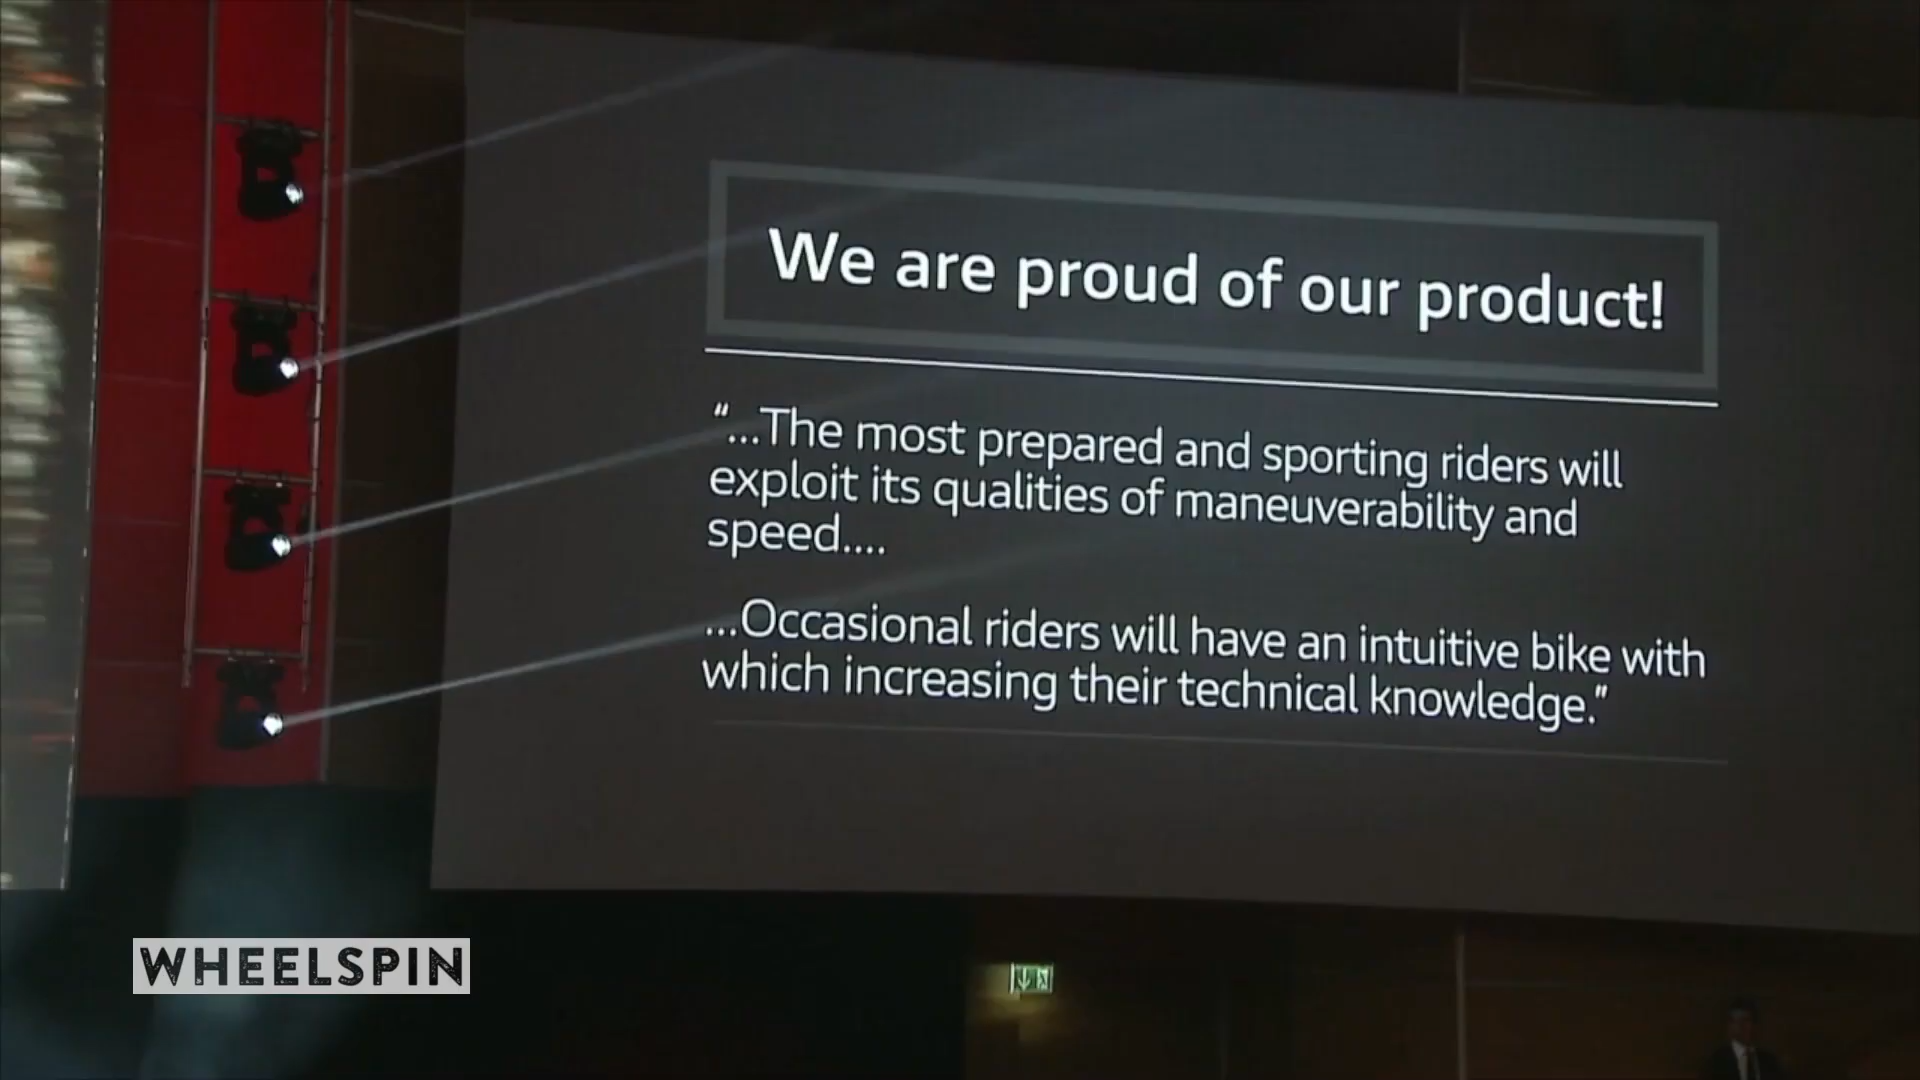 We are proud of our product!
“...The most prepared and sporting riders will
exploit its qualities of maneuverability and
speed....
...Occasional riders will have an intuitive bike with
which increasing their technical knowledge.”
WHEELSPIN